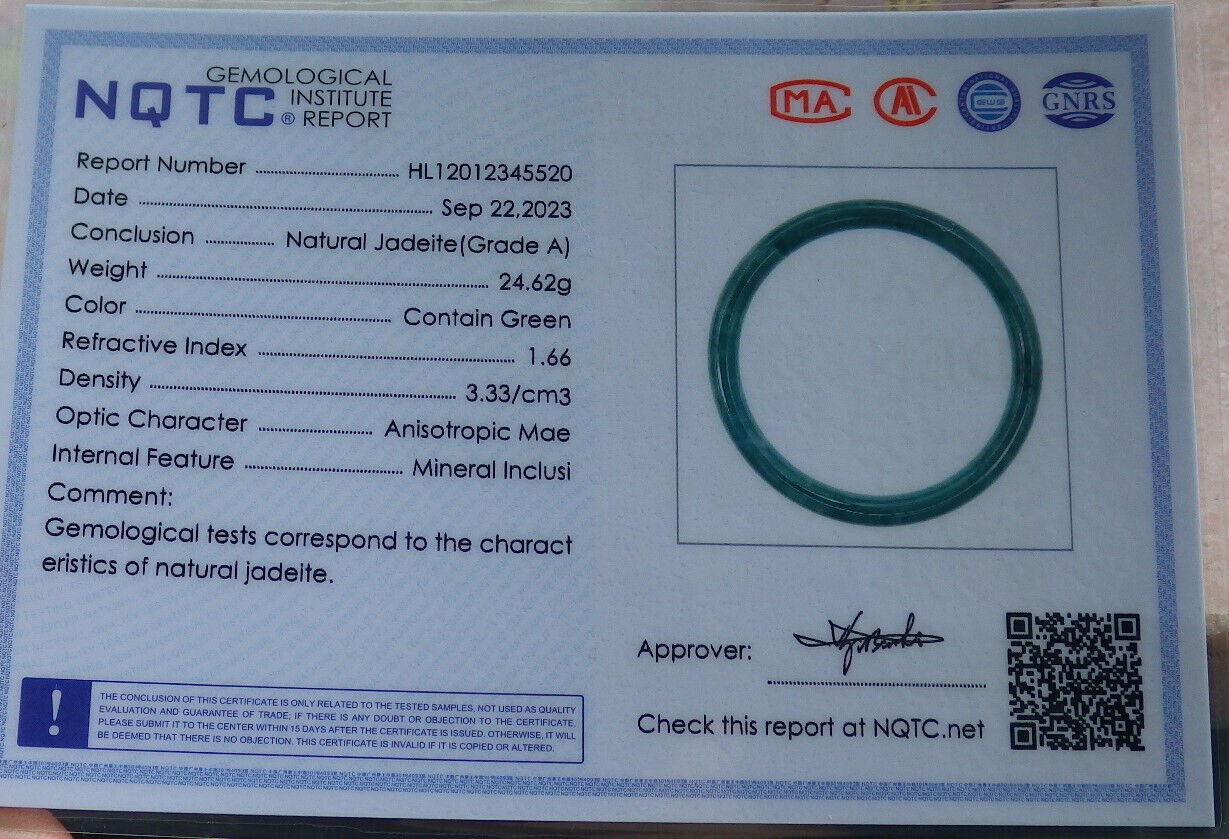 NQTC®
GEMOLOGICAL
INSTITUTE
REPORT
MA
GWS
GNRS
Report Number ........ HL12012345520
Date ........ Sep 22,2023
Conclusion ........ Natural Jadeite(Grade A)
Weight ........ 24.62g
Color ........ Contain Green
Refractive Index ........ 1.66
Density ........ 3.33/cm3
Optic Character ........ Anisotropic Mae
Internal Feature ........ Mineral Inclusi
Comment:
Gemological tests correspond to the charact
eristics of natural jadeite.
!
THE CONCLUSION OF THIS CERTIFICATE IS ONLY RELATED TO THE TESTED SAMPLES, NOT USED AS QUALITY
EVALUATION AND GUARANTEE OF TRADE; IF THERE IS ANY DOUBT OR OBJECTION TO THE CERTIFICATE,
PLEASE SUBMIT IT TO THE CENTER WITHIN 15 DAYS AFTER THE CERTIFICATE IS ISSUED. OTHERWISE, IT WILL
BE DEEMED THAT THERE IS NO OBJECTION. THIS CERTIFICATE IS INVALID IF IT IS COPIED OR ALTERED.
Approver:
Check this report at NQTC.net